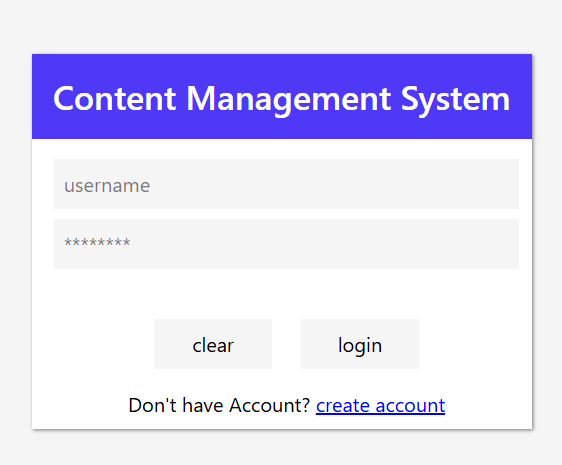 Content Management System
username
********
clear login
Don't have Account? create account